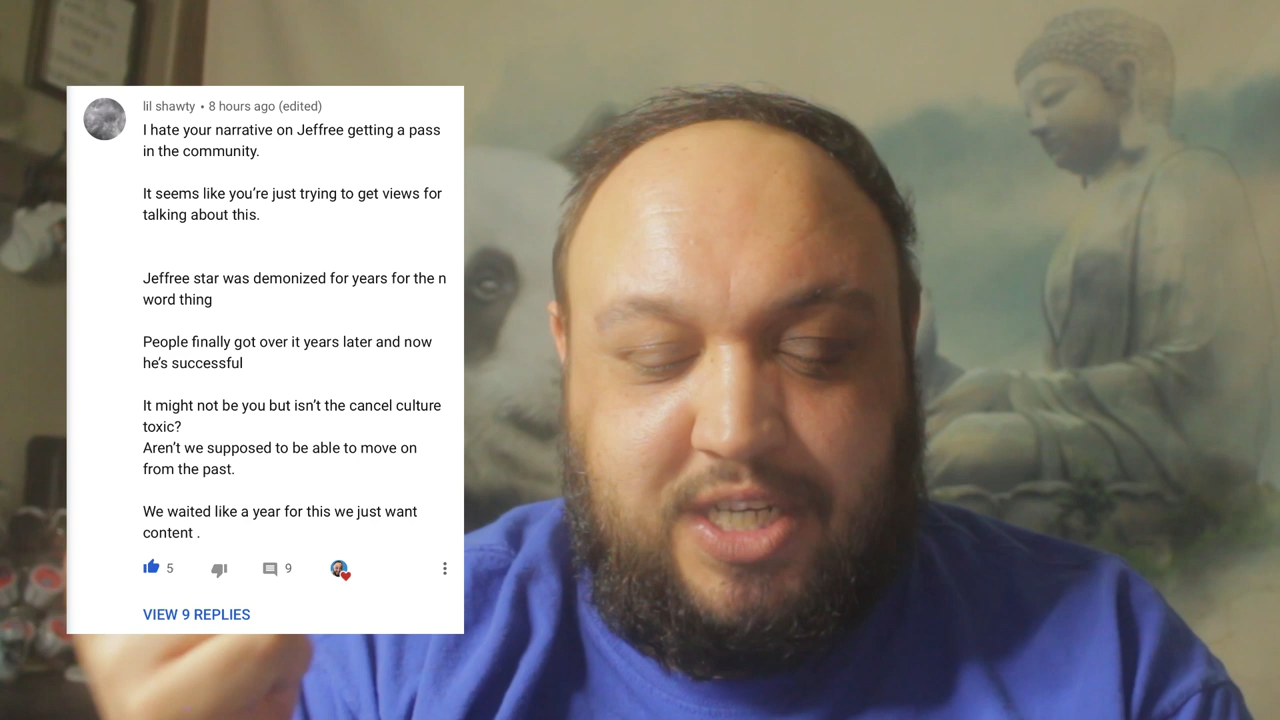 lil shawty • 8 hours ago (edited)
I hate your narrative on Jeffree getting a pass
in the community.
It seems like you’re just trying to get views for
talking about this.
Jeffree star was demonized for years for the n
word thing
People finally got over it years later and now
he’s successful
It might not be you but isn’t the cancel culture
toxic?
Aren’t we supposed to be able to move on
from the past.
We waited like a year for this we just want
content .
5
9
VIEW 9 REPLIES